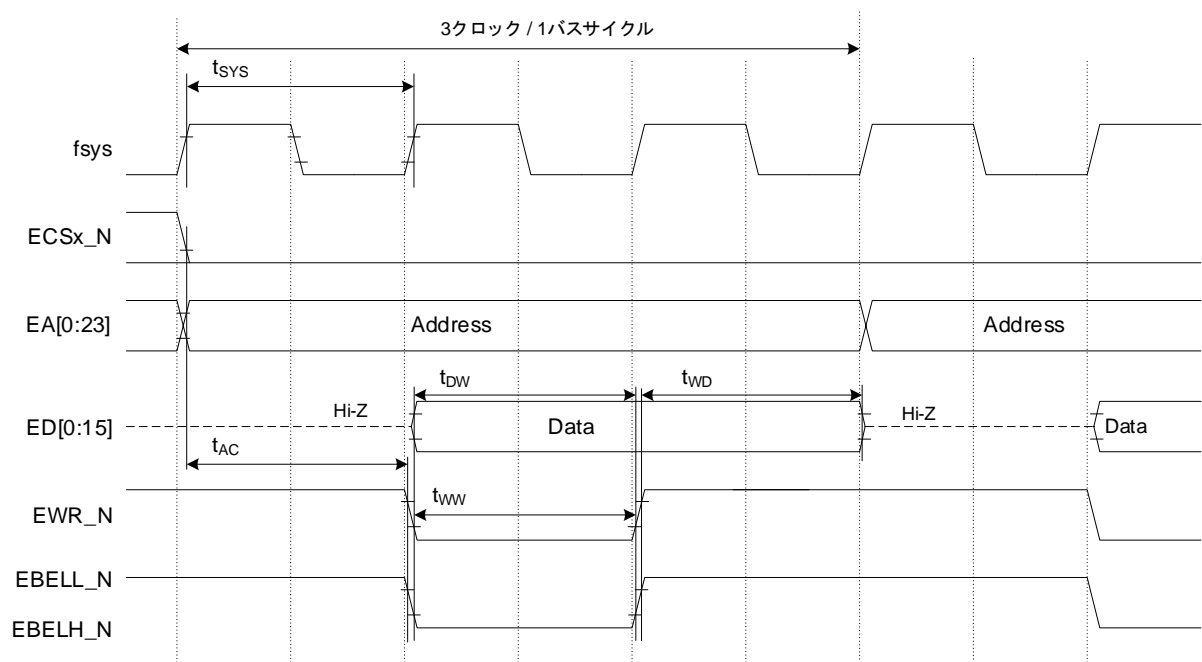 3クロック / 1バスサイクル
tSYS
fsys
ECSx_N
EA[0:23]
Address
Address
tDW
tWD
Hi-Z
Hi-Z
ED[0:15]
Data
Data
tAC
tWW
EWR_N
EBELL_N
EBELH_N